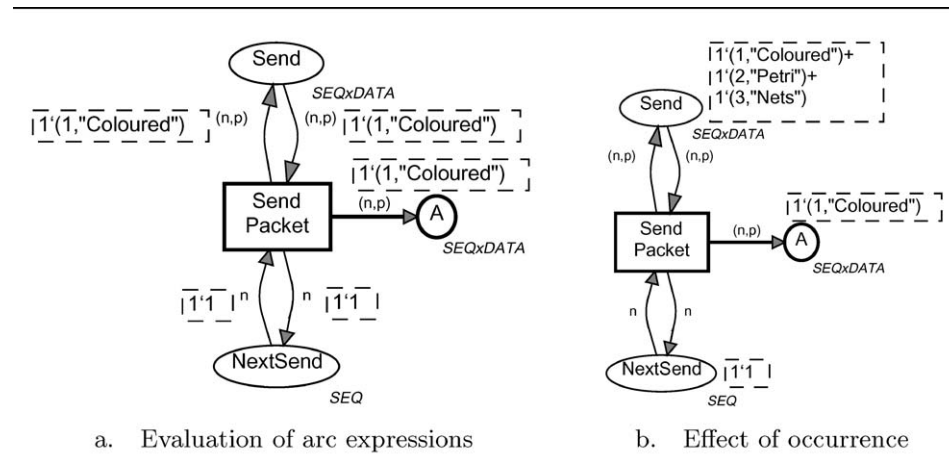 Send
SEQxDATA
1`(1,"Coloured")
(n,p)
(n,p)
1`(1,"Coloured")
1`(1,"Coloured")
Send
Packet
(n,p)
A
SEQxDATA
1`1
n
n
1`1
NextSend
SEQ
a. Evaluation of arc expressions
1`(1,"Coloured")+
1`(2,"Petri")+
1`(3,"Nets")
Send
SEQxDATA
(n,p)
(n,p)
1`(1,"Coloured")
Send
Packet
(n,p)
A
SEQxDATA
n
n
NextSend
1`1
SEQ
b. Effect of occurrence